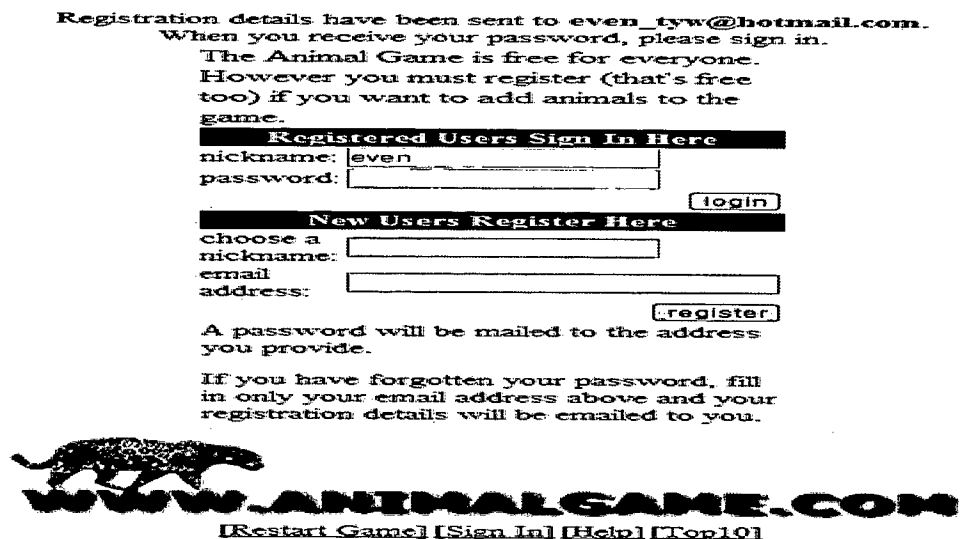 Registration details have been sent to even_tyw@hotmail.com.
When you receive your password, please sign in.
The Animal Game is free for everyone.
However you must register (that's free
too) if you want to add animals to the
game.
Registered Users Sign In Here
nickname: even
password:
login
New Users Register Here
choose a
nickname:
email
address:
register
A password will be mailed to the address
you provide.
If you have forgotten your password, fill
in only your email address above and your
registration details will be emailed to you.
WWW.ANIMALGAME.COM
[Restart Game] [Sign In] [Help] [Top10]